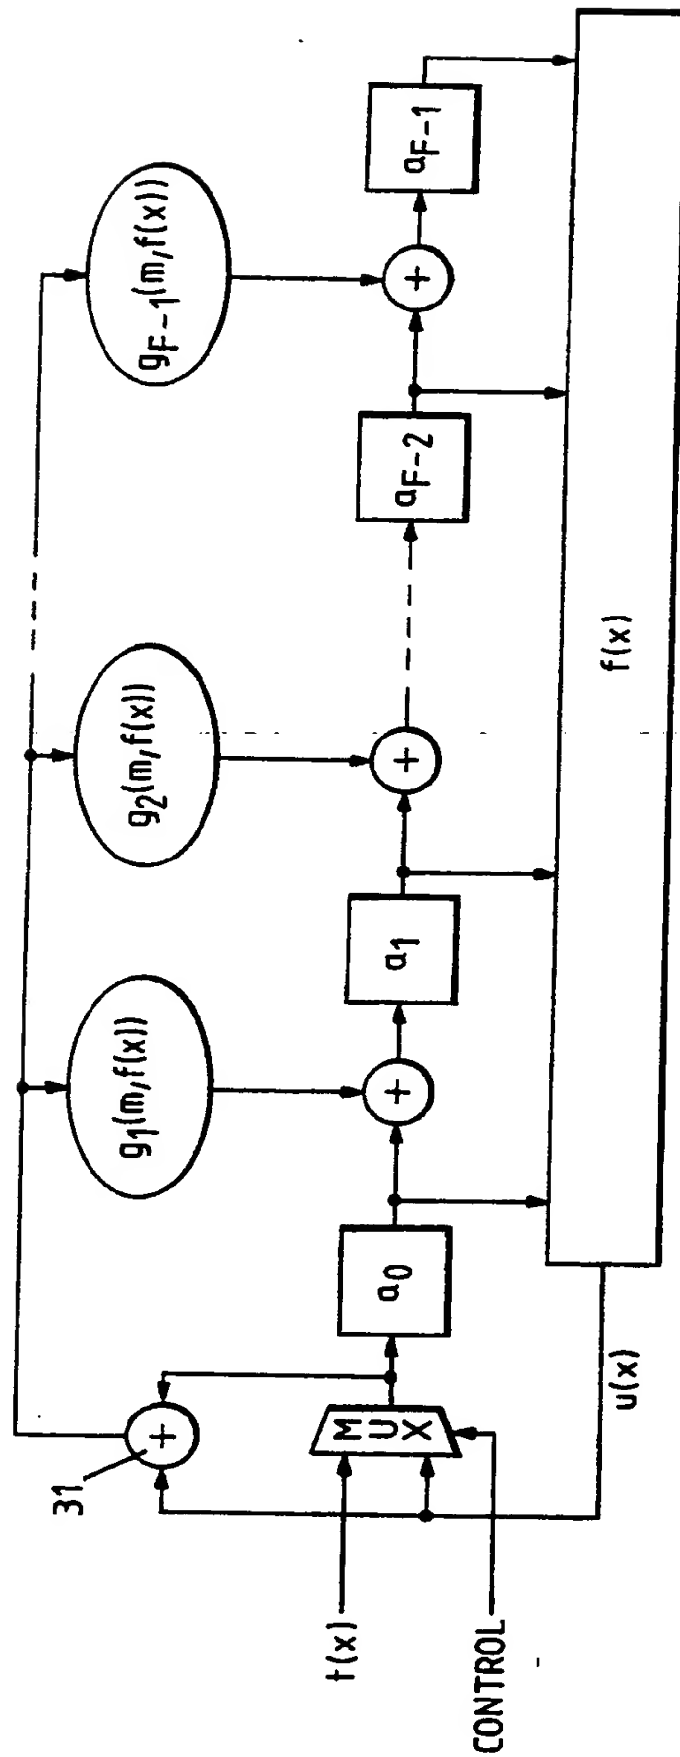 31
g1(m,f(x))
g2(m,f(x))
gF-1(m,f(x))
t(x)
MUX
a0
a1
aF-2
aF-1
CONTROL
u(x)
f(x)
+
+
+
+